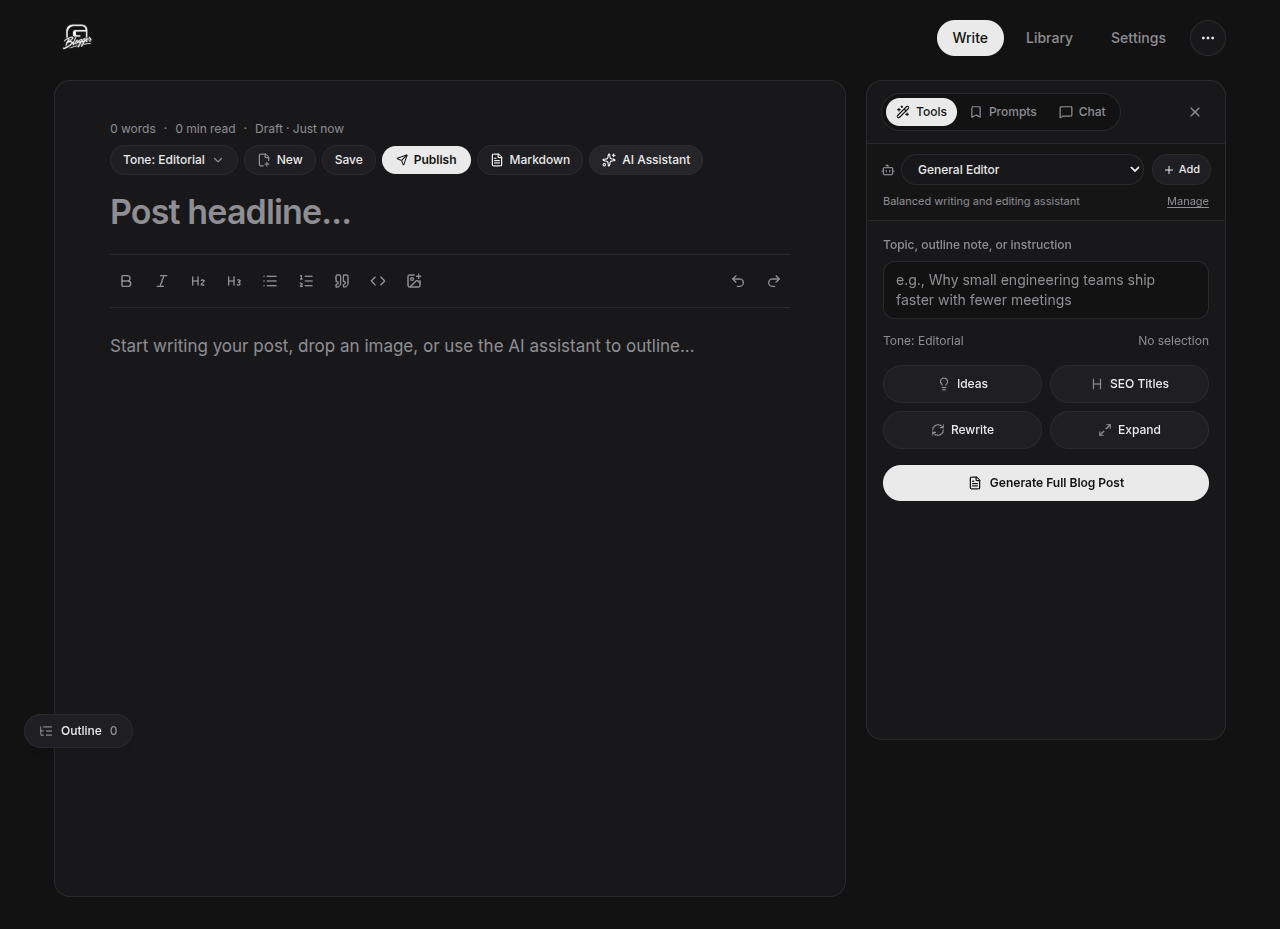 G
Blogger
Write
Library
Settings
0 words · 0 min read · Draft · Just now
Tone: Editorial
New
Save
Publish
Markdown
AI Assistant
Post headline...
B
I
H2
H3
Start writing your post, drop an image, or use the AI assistant to outline...
Outline 0
Tools
Prompts
Chat
General Editor
Add
Balanced writing and editing assistant
Manage
Topic, outline note, or instruction
e.g., Why small engineering teams ship
faster with fewer meetings
Tone: Editorial
No selection
Ideas
H SEO Titles
Rewrite
Expand
Generate Full Blog Post